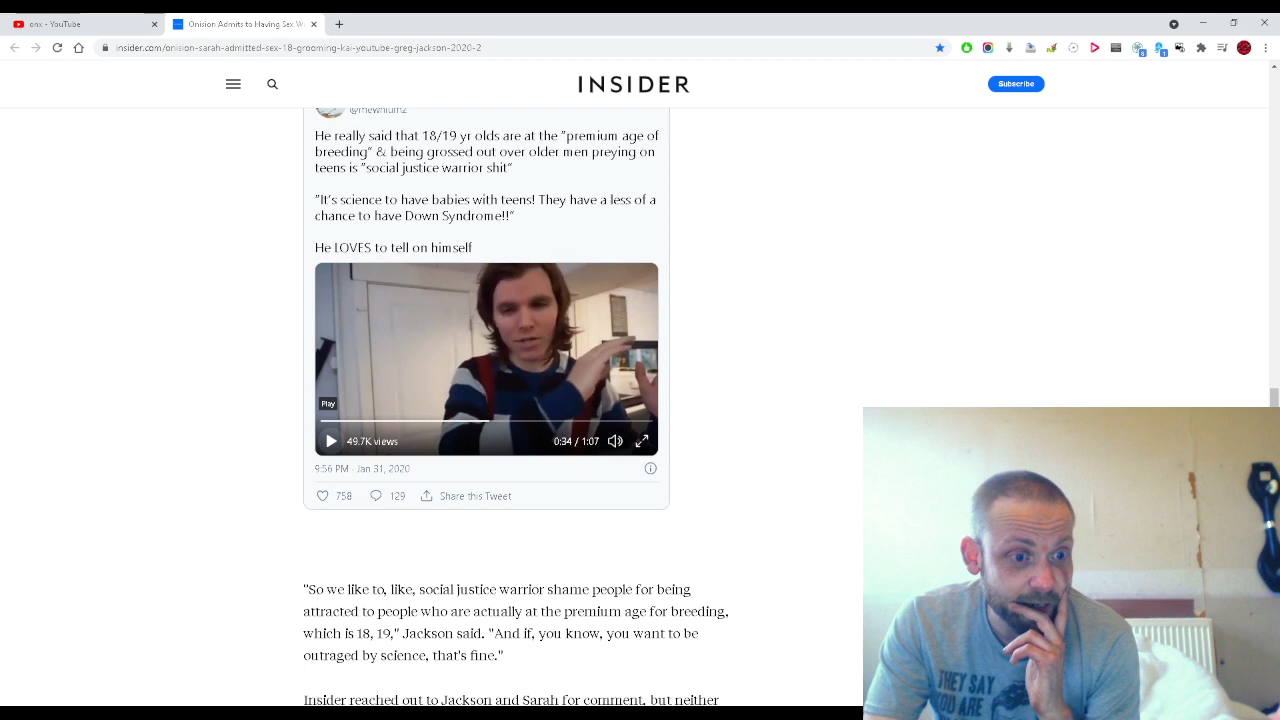 onx - YouTube
Onision Admits to Having Sex W
insider.com/onision-sarah-admitted-sex-18-grooming-kai-youtube-greg-jackson-2020-2
INSIDER
Subscribe
@mewhium2
He really said that 18/19 yr olds are at the "premium age of
breeding" & being grossed out over older men preying on
teens is "social justice warrior shit"
"It's science to have babies with teens! They have a less of a
chance to have Down Syndrome!!"
He LOVES to tell on himself
Play
49.7K views
0:34 / 1:07
9:56 PM · Jan 31, 2020
758
129
Share this Tweet
"So we like to, like, social justice warrior shame people for being
attracted to people who are actually at the premium age for breeding,
which is 18, 19," Jackson said. "And if, you know, you want to be
outraged by science, that's fine."
Insider reached out to Jackson and Sarah for comment, but neither
THEY SAY
YOU ARE